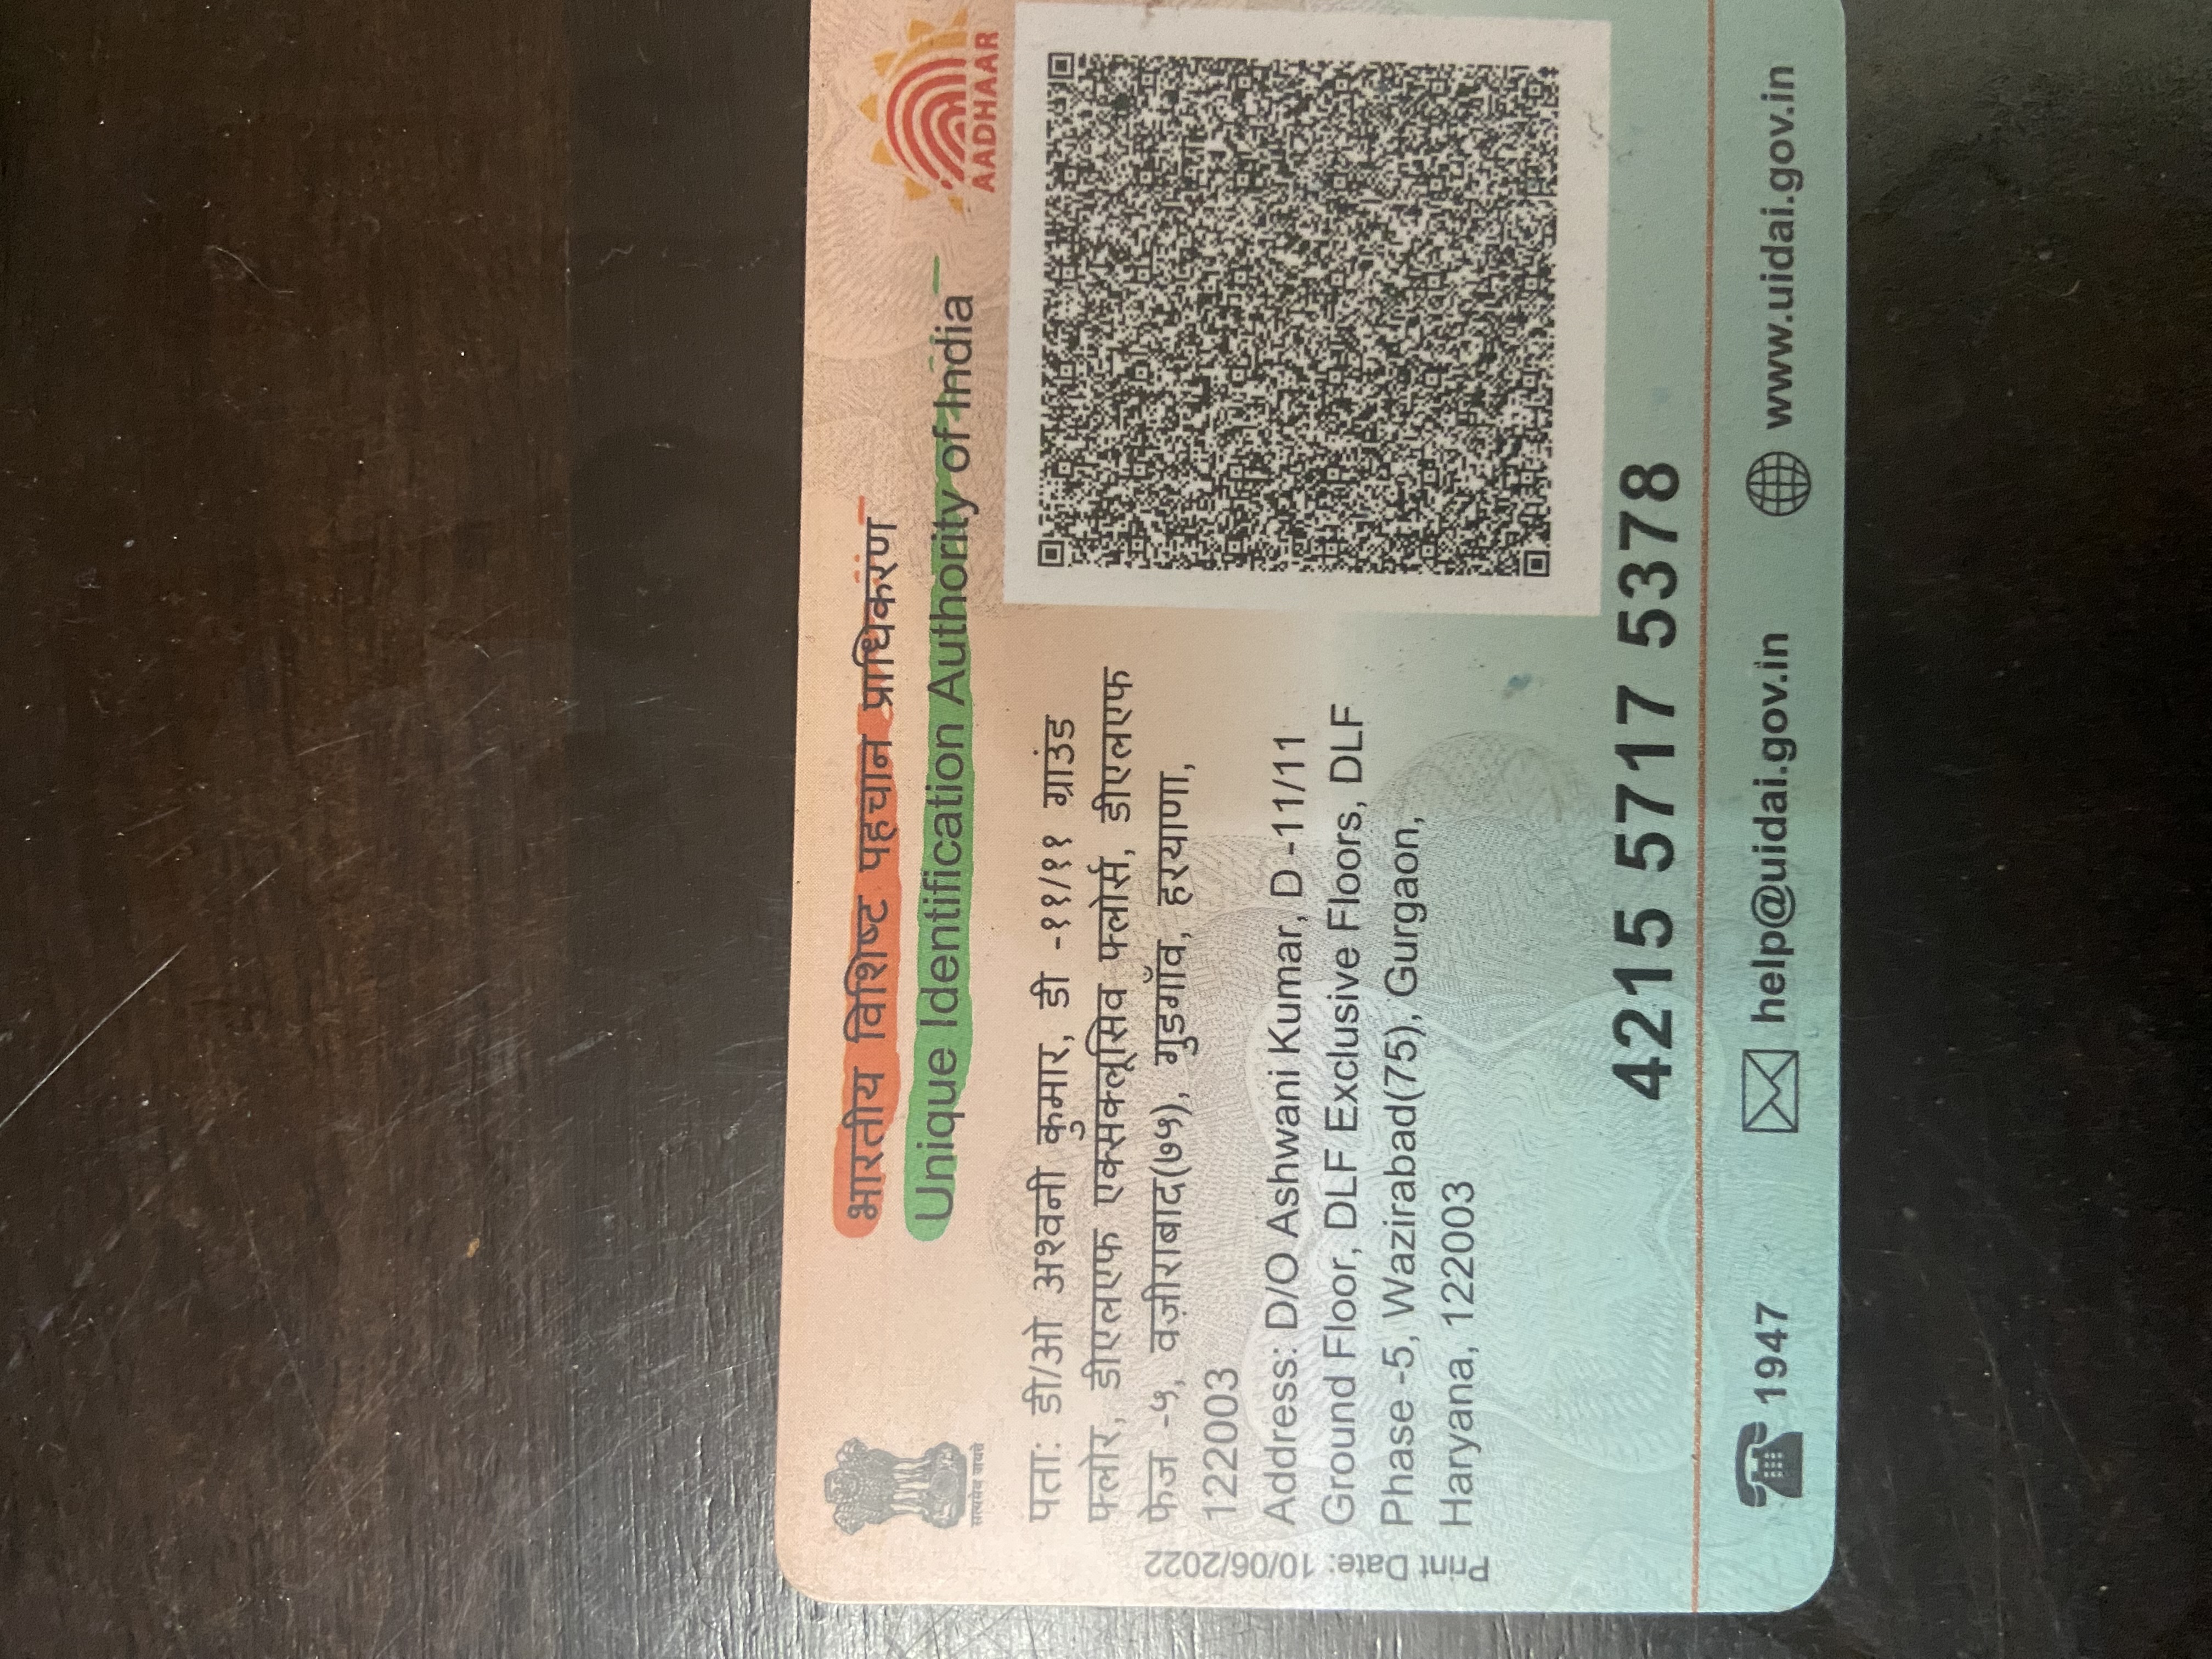 भारतीय विशिष्ट पहचान प्राधिकरण
Unique Identification Authority of India
AADHAAR
सत्यमेव जयते
पता: डी/ओ अश्वनी कुमार, डी -११/११ ग्राउंड
फ्लोर, डीएलएफ एक्सक्लूसिव फ्लोर्स, डीएलएफ
फेज -५, वज़ीराबाद(७५), गुडगाँव, हरयाणा,
122003
Address: D/O Ashwani Kumar, D -11/11
Ground Floor, DLF Exclusive Floors, DLF
Phase -5, Wazirabad(75), Gurgaon,
Haryana, 122003
Print Date: 10/06/2022
4215 5717 5378
1947
help@uidai.gov.in
www.uidai.gov.in